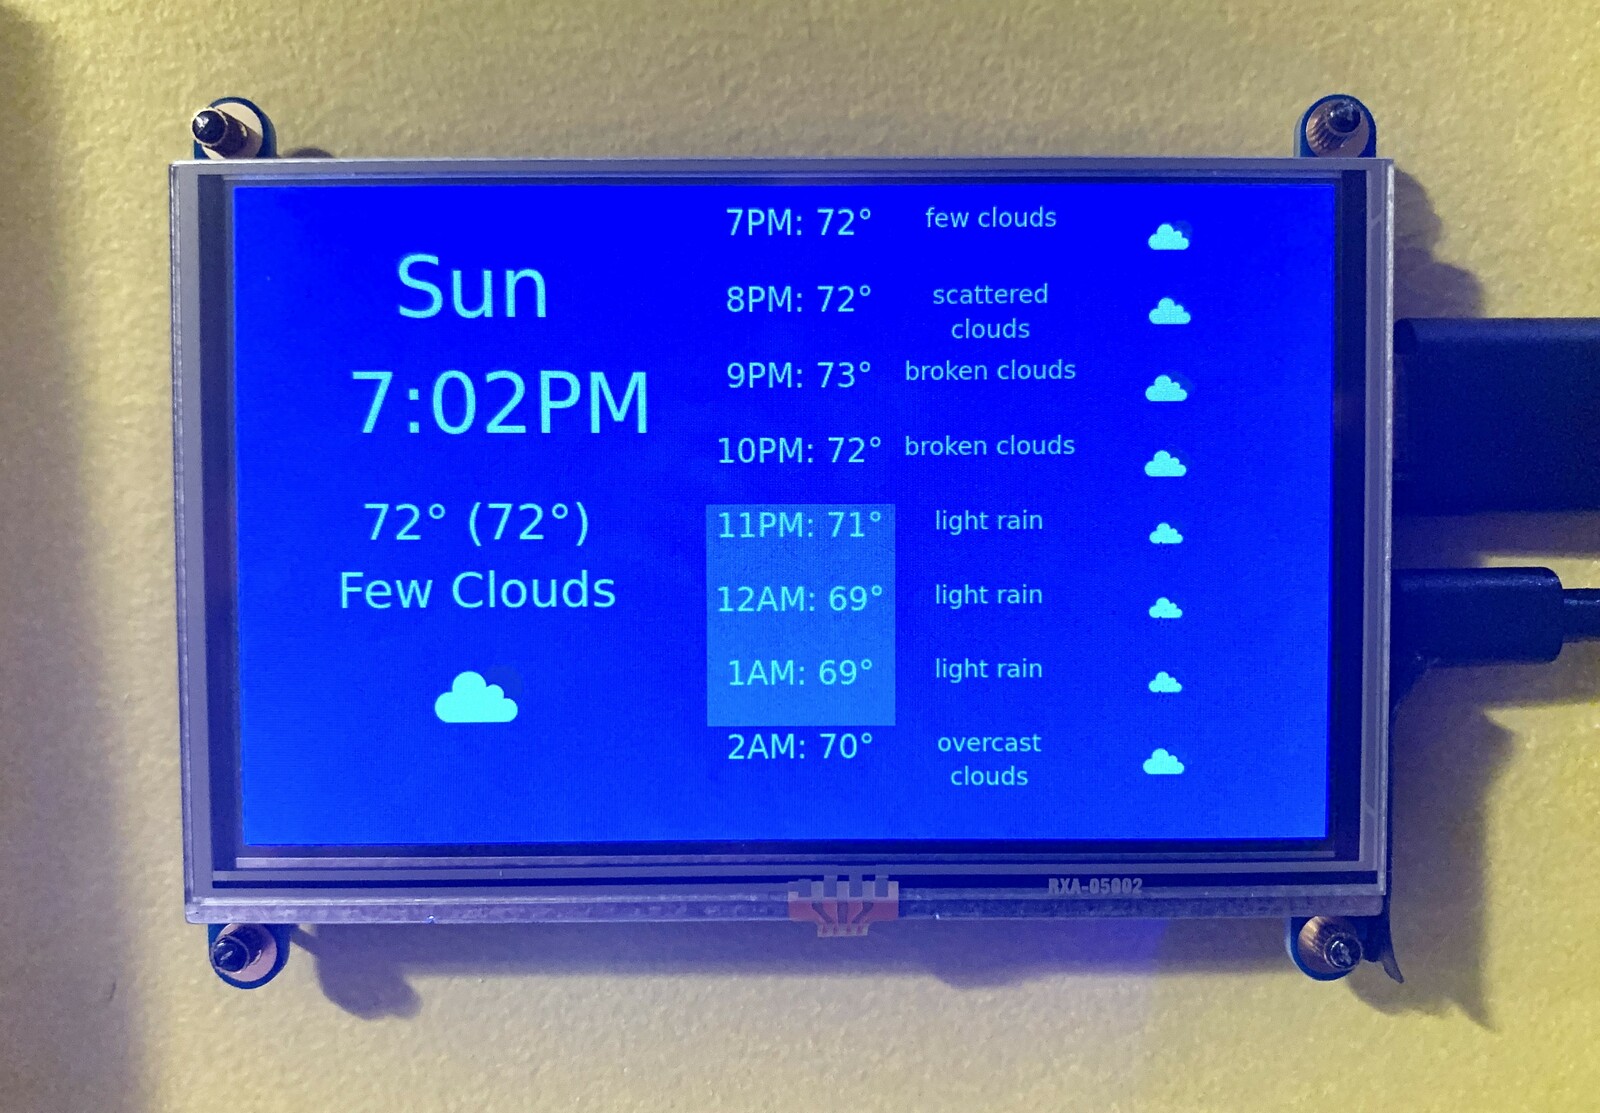 Sun
7:02PM
72° (72°)
Few Clouds
7PM: 72° few clouds
8PM: 72° scattered
clouds
9PM: 73° broken clouds
10PM: 72° broken clouds
11PM: 71° light rain
12AM: 69° light rain
1AM: 69° light rain
2AM: 70° overcast
clouds
RXA-05002